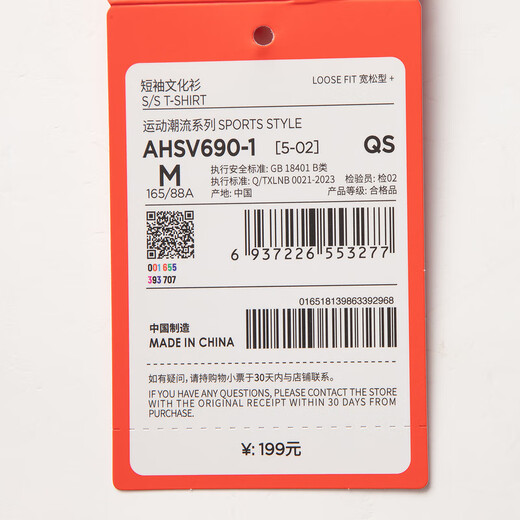 短袖文化衫
S/S T-SHIRT
LOOSE FIT 宽松型 +
运动潮流系列 SPORTS STYLE
AHSV690-1 [5-02] QS
M
165/88A
执行安全标准: GB 18401 B类
执行标准: Q/TXLNB 0021-2023 检验员: 检02
产地: 中国 产品等级: 合格品
001 655
393 707
6 937226 553277
016518139863392968
中国制造
MADE IN CHINA
如有疑问,请持购物小票于30天内与店铺联系。
IF YOU HAVE ANY QUESTIONS, PLEASE CONTACT THE STORE
WITH THE ORIGINAL RECEIPT WITHIN 30 DAYS FROM
PURCHASE.
¥: 199元